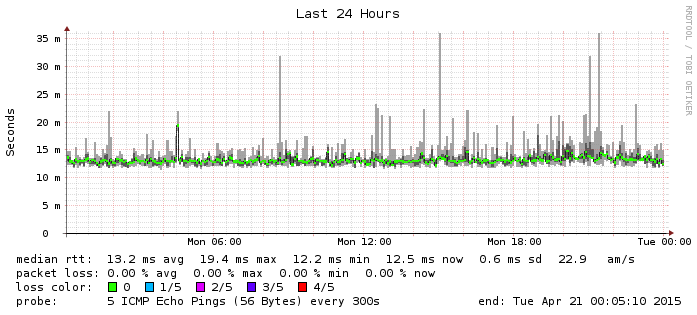 Last 24 Hours
RRDTOOL / TOBI OETIKER
Seconds
35 m
30 m
25 m
20 m
15 m
10 m
5 m
0
Mon 06:00 Mon 12:00 Mon 18:00 Tue 00:00
median rtt: 13.2 ms avg 19.4 ms max 12.2 ms min 12.5 ms now 0.6 ms sd 22.9 am/s
packet loss: 0.00 % avg 0.00 % max 0.00 % min 0.00 % now
loss color: 0 1/5 2/5 3/5 4/5
probe: 5 ICMP Echo Pings (56 Bytes) every 300s end: Tue Apr 21 00:05:10 2015